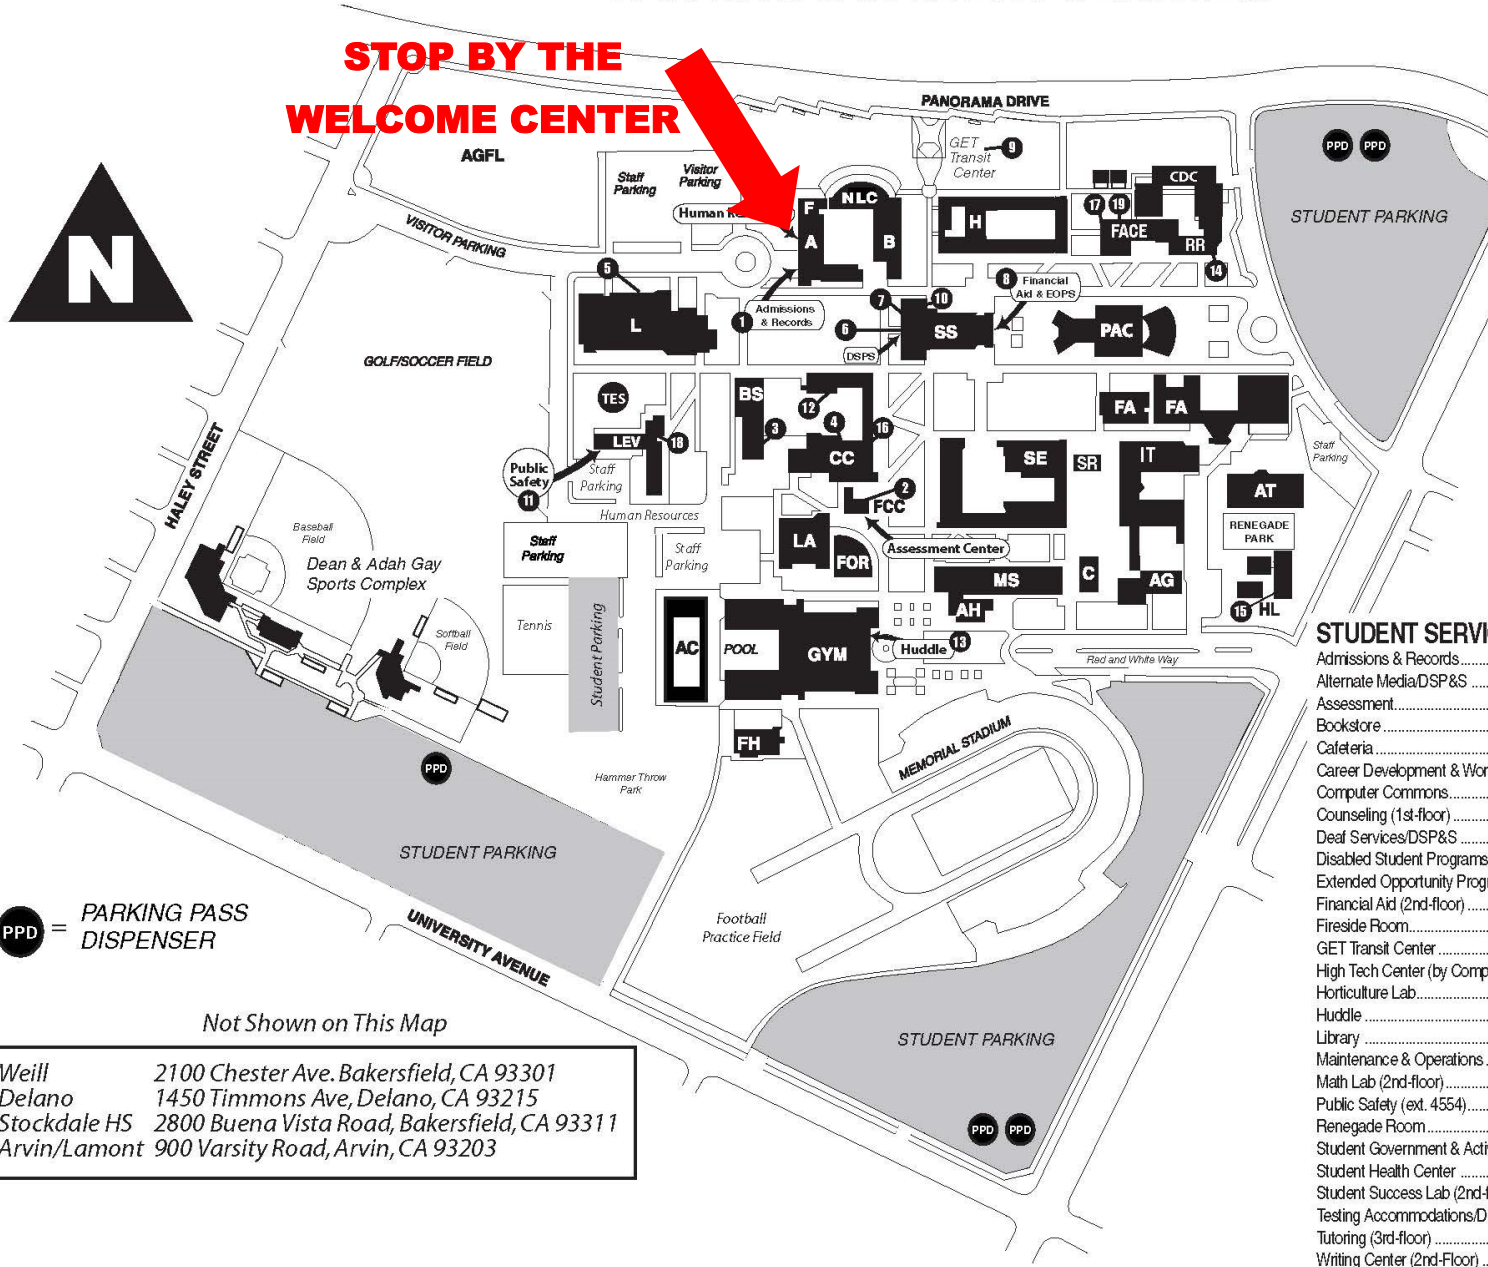 STOP BY THE
WELCOME CENTER
PANORAMA DRIVE
AGFL
Staff
Parking
Visitor
Parking
GET
Transit
Center
9
PPD PPD
STUDENT PARKING
N
VISITOR PARKING
Human
F
NLC
A
B
H
CDC
17 19
FACE
RR
14
5
L
1
Admissions
& Records
7
10
6
SS
DSPS
8
Financial
Aid & EOPS
PAC
GOLF/SOCCER FIELD
TES
LEV
18
BS
12
3
4
16
CC
FA
FA
Staff
Parking
HALEY STREET
Public
Safety
11
Staff
Parking
Human Resources
2
FCC
SE
SR
IT
AT
RENEGADE
PARK
Baseball
Field
Dean & Adah Gay
Sports Complex
Staff
Parking
Staff
Parking
LA
FOR
Assessment Center
MS
C
AG
AH
15
HL
Softball
Field
Tennis
Student Parking
AC
POOL
GYM
Huddle
13
Red and White Way
FH
MEMORIAL STADIUM
PPD
Hammer Throw
Park
STUDENT PARKING
Football
Practice Field
UNIVERSITY AVENUE
STUDENT PARKING
PPD PPD
PPD = PARKING PASS
DISPENSER
Not Shown on This Map
Weill 2100 Chester Ave. Bakersfield, CA 93301
Delano 1450 Timmons Ave, Delano, CA 93215
Stockdale HS 2800 Buena Vista Road, Bakersfield, CA 93311
Arvin/Lamont 900 Varsity Road, Arvin, CA 93203
STUDENT SERVI
Admissions & Records
Alternate Media/DSP&S
Assessment
Bookstore
Cafeteria
Career Development & Wor
Computer Commons
Counseling (1st-floor)
Deaf Services/DSP&S
Disabled Student Programs
Extended Opportunity Progr
Financial Aid (2nd-floor)
Fireside Room
GET Transit Center
High Tech Center (by Comp
Horticulture Lab
Huddle
Library
Maintenance & Operations
Math Lab (2nd-floor)
Public Safety (ext. 4554)
Renegade Room
Student Government & Acti
Student Health Center
Student Success Lab (2nd-f
Testing Accommodations/D
Tutoring (3rd-floor)
Writing Center (2nd-Floor)